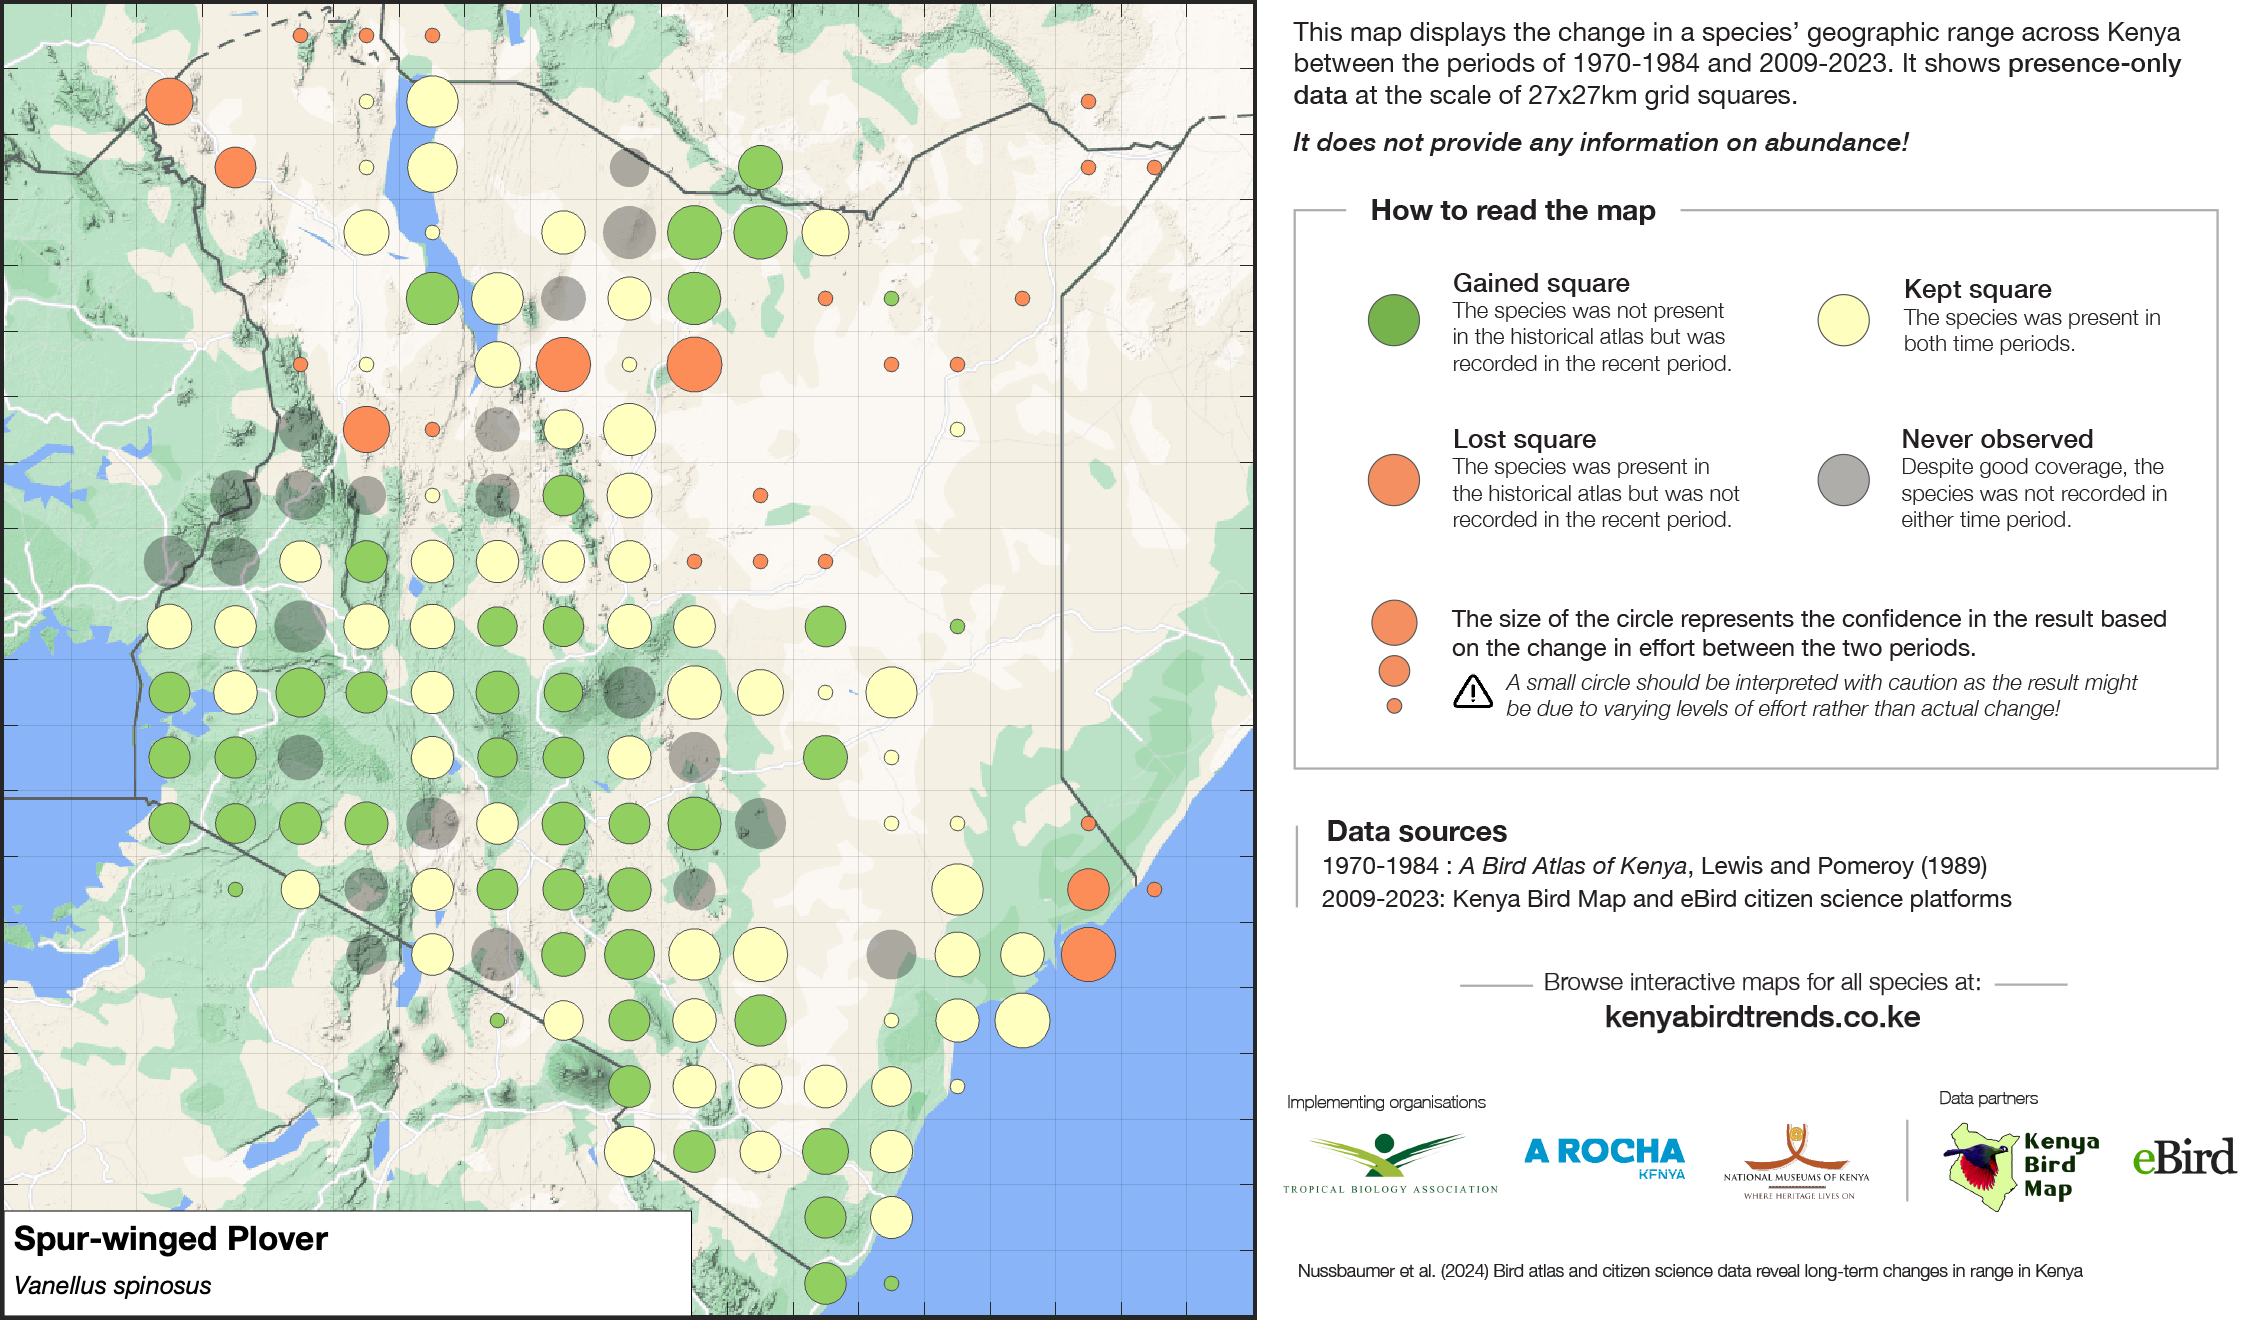 Spur-winged Plover
Vanellus spinosus
This map displays the change in a species’ geographic range across Kenya
between the periods of 1970-1984 and 2009-2023. It shows presence-only
data at the scale of 27x27km grid squares.
It does not provide any information on abundance!
How to read the map
Gained square
The species was not present
in the historical atlas but was
recorded in the recent period.
Kept square
The species was present in
both time periods.
Lost square
The species was present in
the historical atlas but was not
recorded in the recent period.
Never observed
Despite good coverage, the
species was not recorded in
either time period.
The size of the circle represents the confidence in the result based
on the change in effort between the two periods.
A small circle should be interpreted with caution as the result might
be due to varying levels of effort rather than actual change!
Data sources
1970-1984 : A Bird Atlas of Kenya, Lewis and Pomeroy (1989)
2009-2023: Kenya Bird Map and eBird citizen science platforms
Browse interactive maps for all species at:
kenyabirdtrends.co.ke
Implementing organisations
Data partners
TROPICAL BIOLOGY ASSOCIATION
A ROCHA
KENYA
NATIONAL MUSEUMS OF KENYA
WHERE HERITAGE LIVES ON
Kenya
Bird
Map
eBird
Nussbaumer et al. (2024) Bird atlas and citizen science data reveal long-term changes in range in Kenya